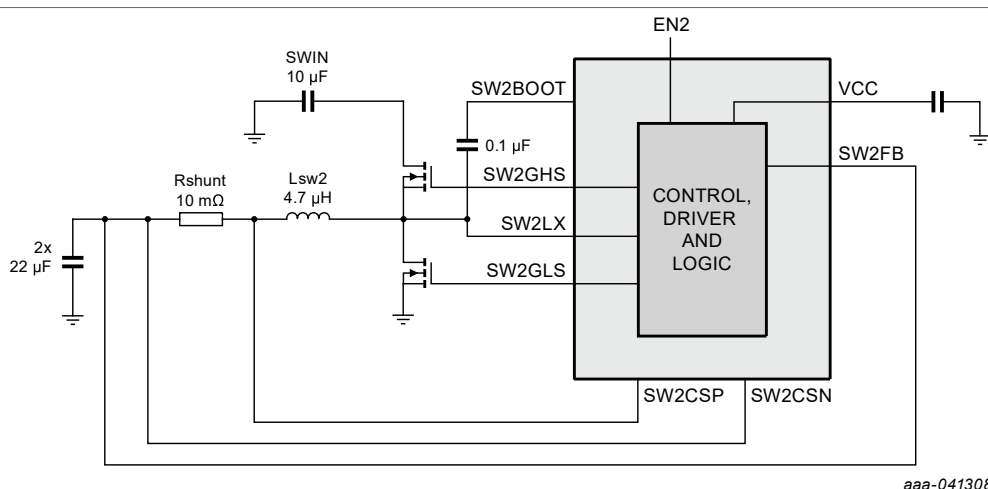 EN2
SWIN
10 µF
SW2BOOT
VCC
0.1 µF
SW2FB
Rshunt
10 mΩ
Lsw2
4.7 µH
SW2GHS
CONTROL,
DRIVER
AND
LOGIC
SW2LX
2x
22 µF
SW2GLS
SW2CSP
SW2CSN
aaa-041308